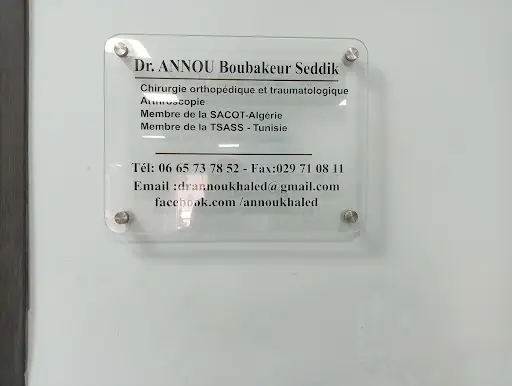 Dr. ANNOU Boubakeur Seddik
Chirurgie orthopédique et traumatologique
Arthroscopie
Membre de la SACOT-Algérie
Membre de la TSASS - Tunisie
Tél: 06 65 73 78 52 - Fax:029 71 08 11
Email :drannoukhaled@gmail.com
facebook.com /annoukhaled